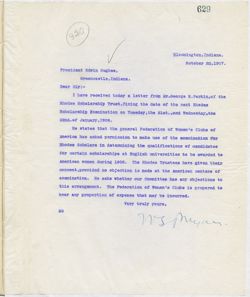 629
920
Bloomington, Indiana.
October 22, 1907.
President Edwin Hughes,
Greencastle, Indiana.
Dear Sir:-
I have received today a letter from Mr. George R. Parkin, of the
Rhodes Scholarship Trust, fixing the date of the next Rhodes
Scholarship Examination on Tuesday, the 21st, and Wednesday, the
22nd, of January, 1908.
He states that the general Federation of Women's Clubs of
America has asked permission to make use of the examination for
Rhodes Scholars in determining the qualifications of candidates
for certain scholarships at English universities to be awarded to
American women during 1908. The Rhodes Trustees have given their
consent, provided no objection is made at the American centers of
examination. He asks whether our Committee has any objections to
this arrangement. The Federation of Women's Clubs is prepared to
bear any proportion of expense that may be incurred.
Very truly yours,